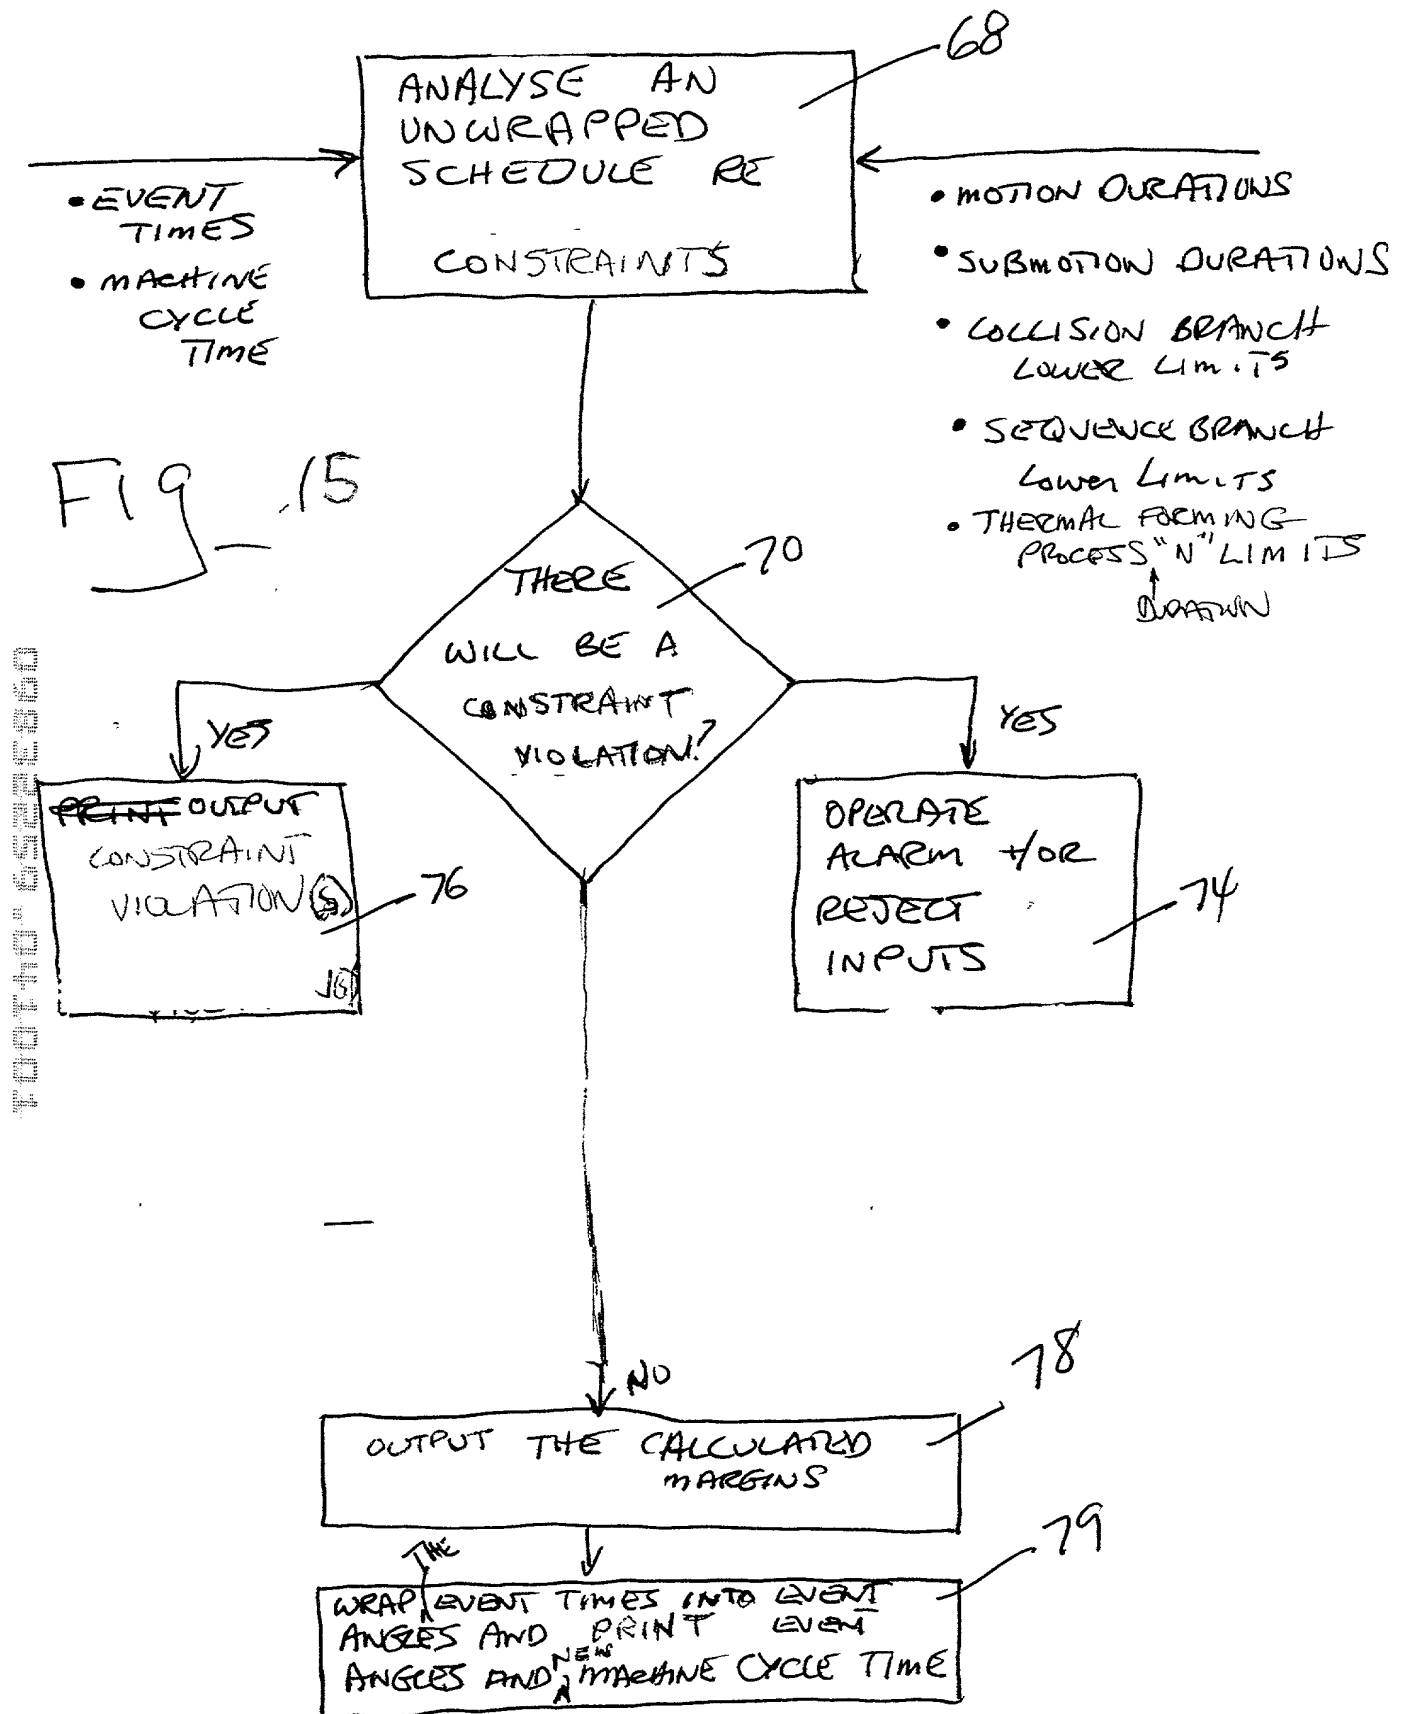 68
ANALYSE AN
UNWRAPPED
SCHEDULE RE
CONSTRAINTS
• EVENT
TIMES
• MACHINE
CYCLE
TIME
• MOTION DURATIONS
• SUBMOTION DURATIONS
• COLLISION BRANCH
LOWER LIMITS
• SEQUENCE BRANCH
LOWER LIMITS
• THERMAL FORMING
PROCESS "N" LIMITS
DURATION
Fig_15
70
THERE
WILL BE A
CONSTRAINT
VIOLATION?
YES
YES
PRINT OUTPUT
CONSTRAINT
VIOLATION(S)
76
OPERATE
ALARM +/OR
REJECT
INPUTS
74
09832259.041001
NO
78
OUTPUT THE CALCULATED
MARGINS
79
THE
WRAP EVENT TIMES INTO EVENT
ANGLES AND PRINT EVENT
NEW
ANGLES AND MACHINE CYCLE TIME